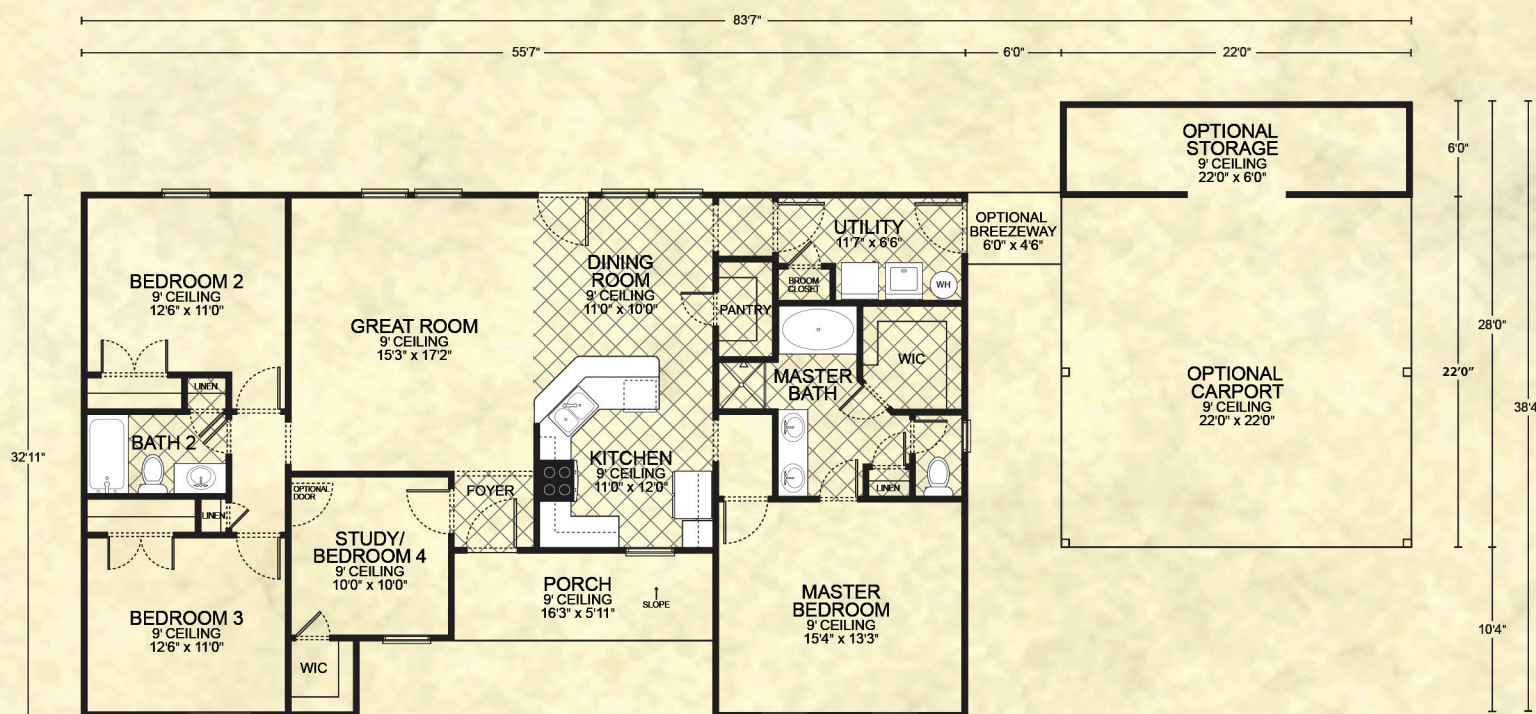 83'7"
55'7"
6'0"
22'0"
OPTIONAL
STORAGE
9' CEILING
22'0" x 6'0"
6'0"
UTILITY
11'7" x 6'6"
OPTIONAL
BREEZEWAY
6'0" x 4'6"
BEDROOM 2
9' CEILING
12'6" x 11'0"
DINING
ROOM
9' CEILING
11'0" x 10'0"
BROOM
CLOSET
WH
PANTRY
GREAT ROOM
9' CEILING
15'3" x 17'2"
28'0"
WIC
MASTER
BATH
OPTIONAL
CARPORT
9' CEILING
22'0" x 22'0"
22'0"
LINEN
38'4
BATH 2
32'11"
KITCHEN
9' CEILING
11'0" x 12'0"
OPTIONAL
DOOR
FOYER
LINEN
LINEN
STUDY/
BEDROOM 4
9' CEILING
10'0" x 10'0"
PORCH
9' CEILING
16'3" x 5'11"
SLOPE
MASTER
BEDROOM
9' CEILING
15'4" x 13'3"
BEDROOM 3
9' CEILING
12'6" x 11'0"
10'4"
WIC